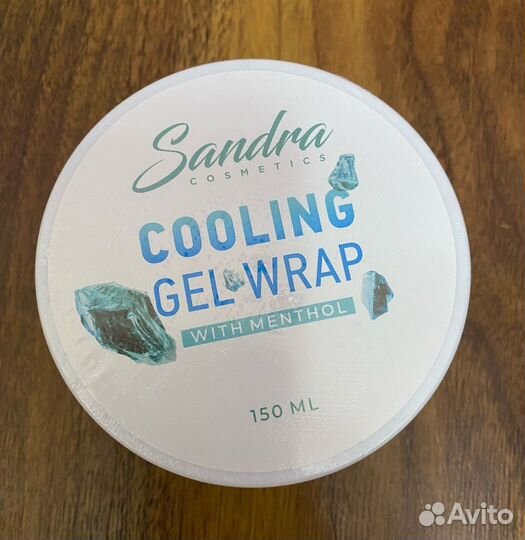 Sandra
COSMETICS
COOLING
GEL WRAP
WITH MENTHOL
150 ML
Avito